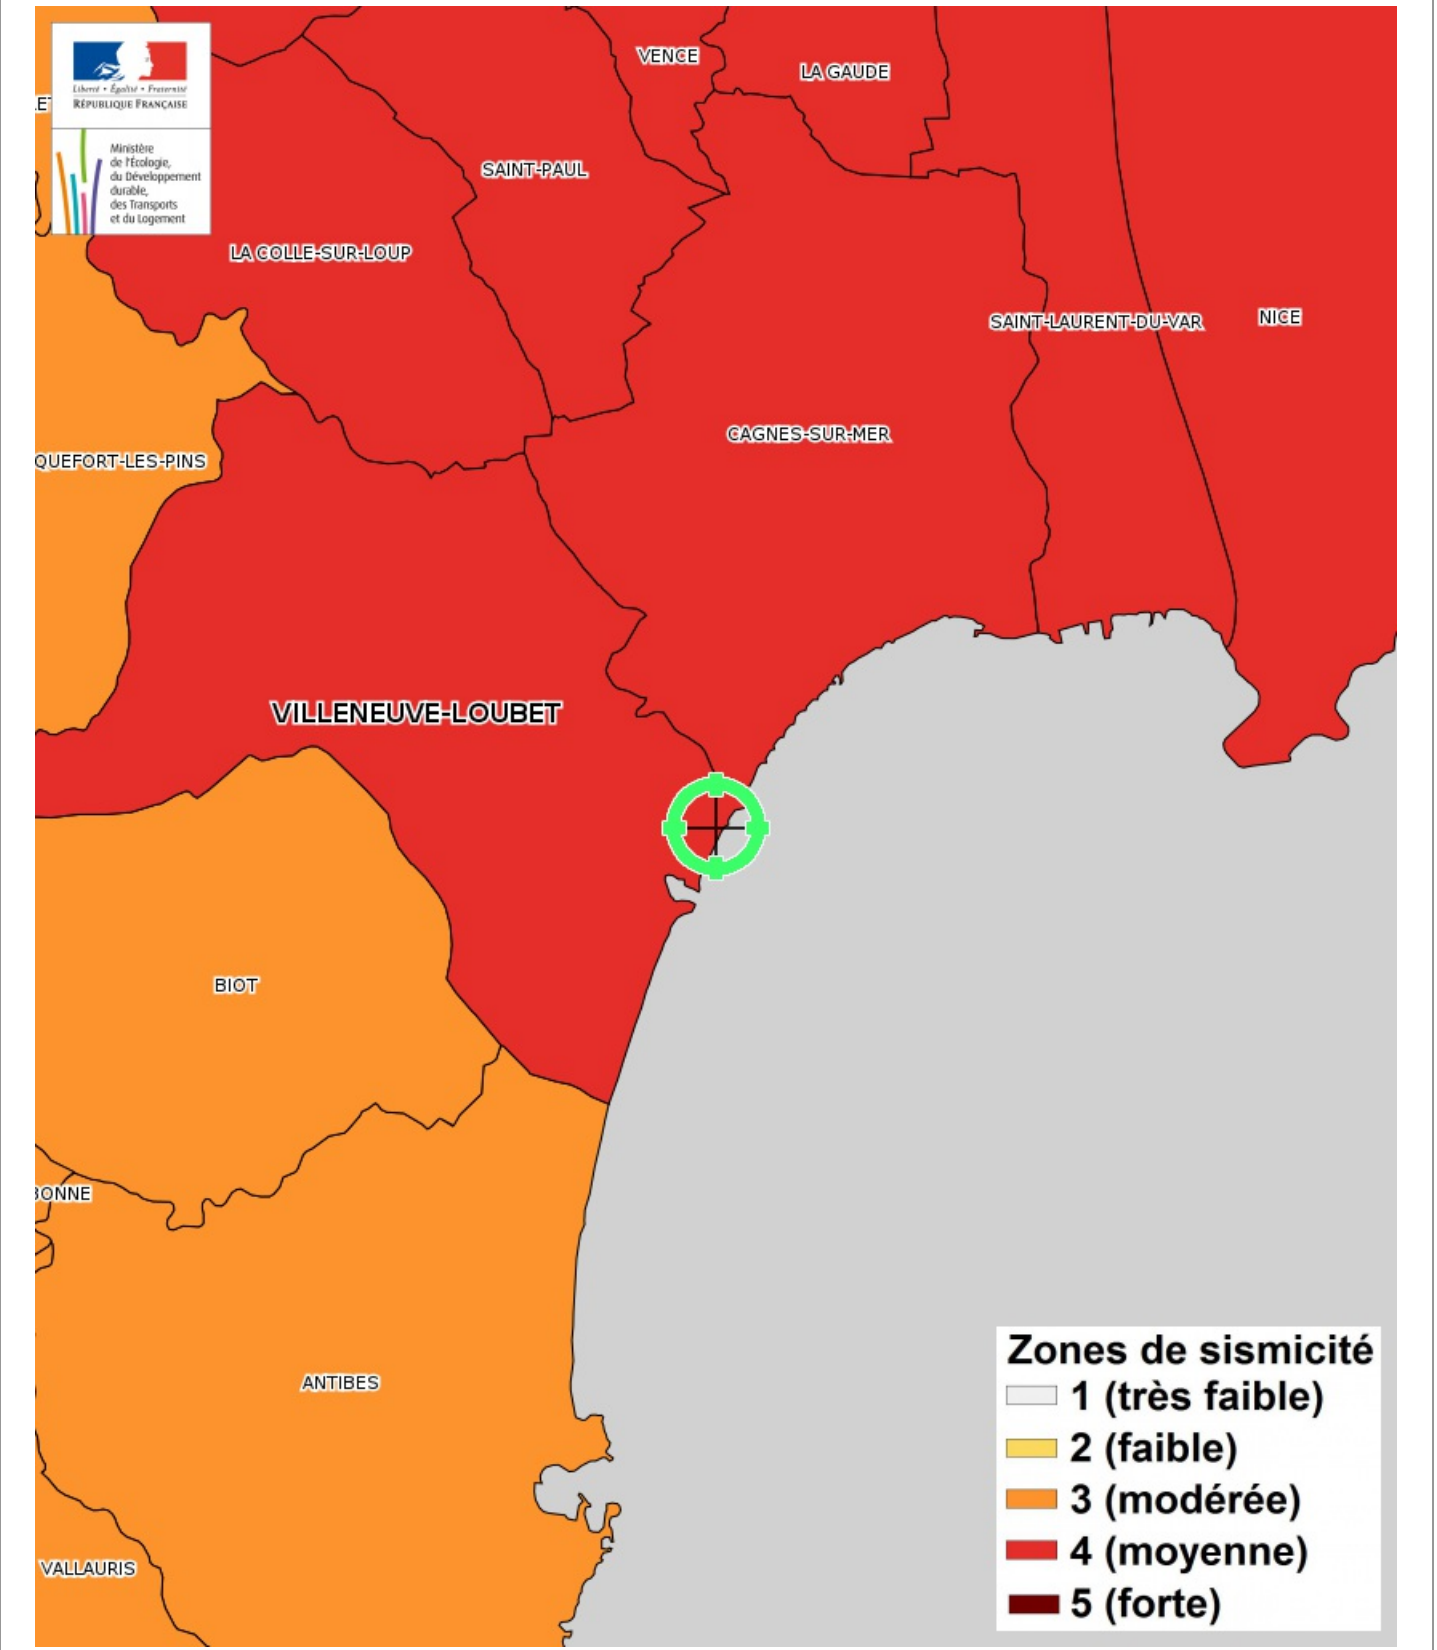 Liberté • Égalité • Fraternité
RÉPUBLIQUE FRANÇAISE
Ministère
de l'Écologie,
du Développement
durable,
des Transports
et du Logement
VENCE
LA GAUDE
ET
SAINT-PAUL
LA COLLE-SUR-LOUP
NICE
SAINT-LAURENT-DU-VAR
CAGNES-SUR-MER
QUEFORT-LES-PINS
VILLENEUVE-LOUBET
BIOT
BONNE
ANTIBES
VALLAURIS
Zones de sismicité
1 (très faible)
2 (faible)
3 (modérée)
4 (moyenne)
5 (forte)